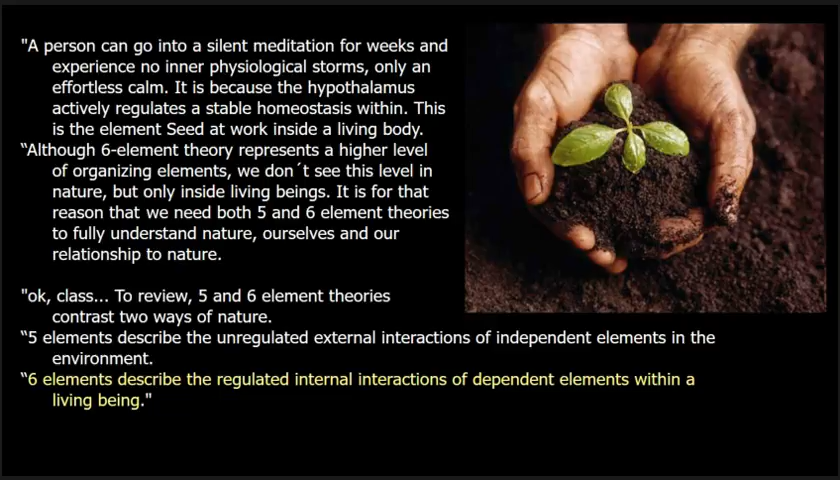 "A person can go into a silent meditation for weeks and
experience no inner physiological storms, only an
effortless calm. It is because the hypothalamus
actively regulates a stable homeostasis within. This
is the element Seed at work inside a living body.
“Although 6-element theory represents a higher level
of organizing elements, we don´t see this level in
nature, but only inside living beings. It is for that
reason that we need both 5 and 6 element theories
to fully understand nature, ourselves and our
relationship to nature.
"ok, class... To review, 5 and 6 element theories
contrast two ways of nature.
“5 elements describe the unregulated external interactions of independent elements in the
environment.
“6 elements describe the regulated internal interactions of dependent elements within a
living being."